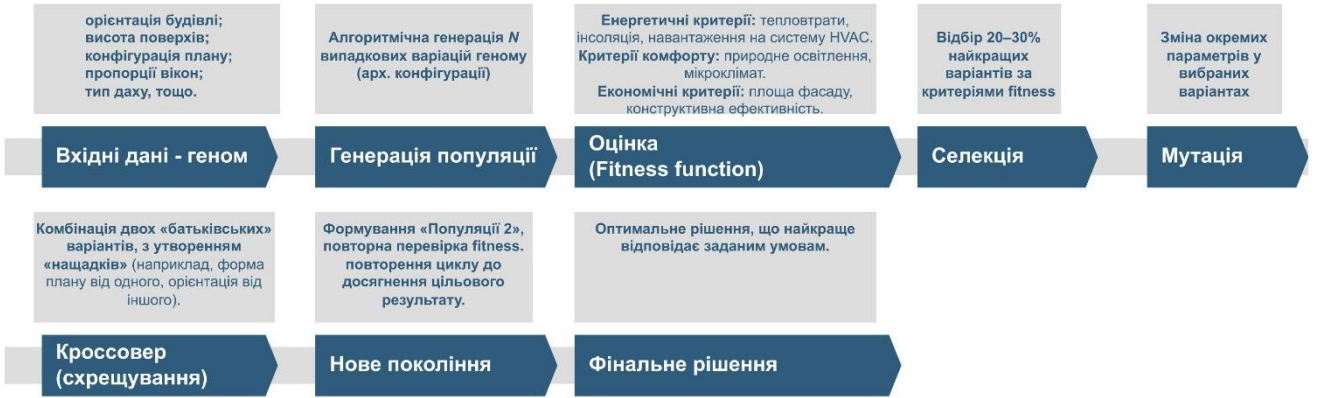 орієнтація будівлі;
висота поверхів;
конфігурація плану;
пропорції вікон;
тип даху, тощо.
Вхідні дані - геном
Алгоритмічна генерація N
випадкових варіацій геному
(арх. конфігурації)
Генерація популяції
Енергетичні критерії: тепловтрати,
інсоляція, навантаження на систему HVAC.
Критерії комфорту: природне освітлення,
мікроклімат.
Економічні критерії: площа фасаду,
конструктивна ефективність.
Оцінка
(Fitness function)
Відбір 20–30%
найкращих
варіантів за
критеріями fitness
Селекція
Зміна окремих
параметрів у
вибраних
варіантах
Мутація
Комбінація двох «батьківських»
варіантів, з утворенням
«нащадків» (наприклад, форма
плану від одного, орієнтація від
іншого).
Кроссовер
(схрещування)
Формування «Популяції 2»,
повторна перевірка fitness.
повторення циклу до
досягнення цільового
результату.
Нове покоління
Оптимальне рішення, що найкраще
відповідає заданим умовам.
Фінальне рішення